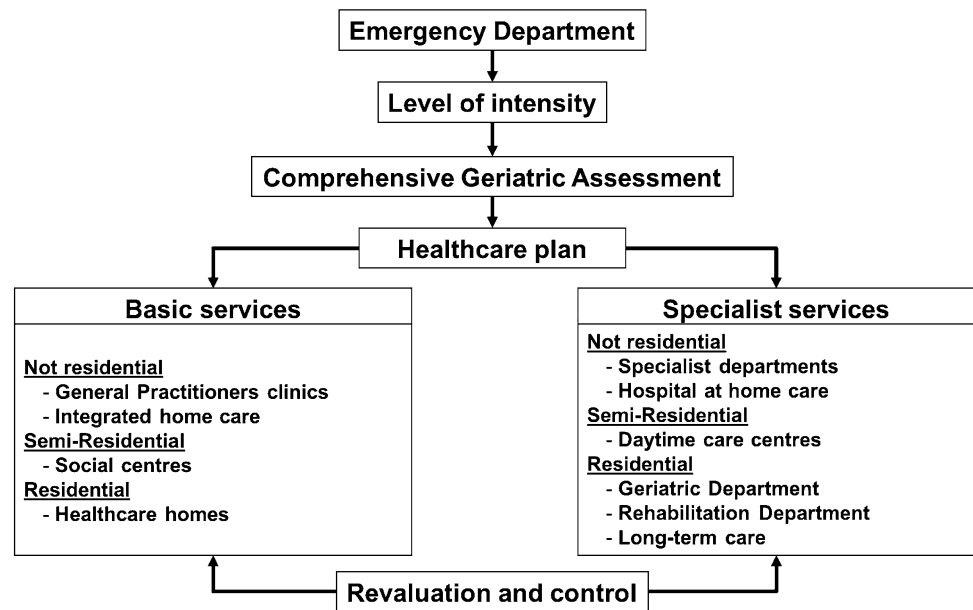 Emergency Department
Level of intensity
Comprehensive Geriatric Assessment
Healthcare plan
Basic services
Not residential
- General Practitioners clinics
- Integrated home care
Semi-Residential
- Social centres
Residential
- Healthcare homes
Specialist services
Not residential
- Specialist departments
- Hospital at home care
Semi-Residential
- Daytime care centres
Residential
- Geriatric Department
- Rehabilitation Department
- Long-term care
Revaluation and control